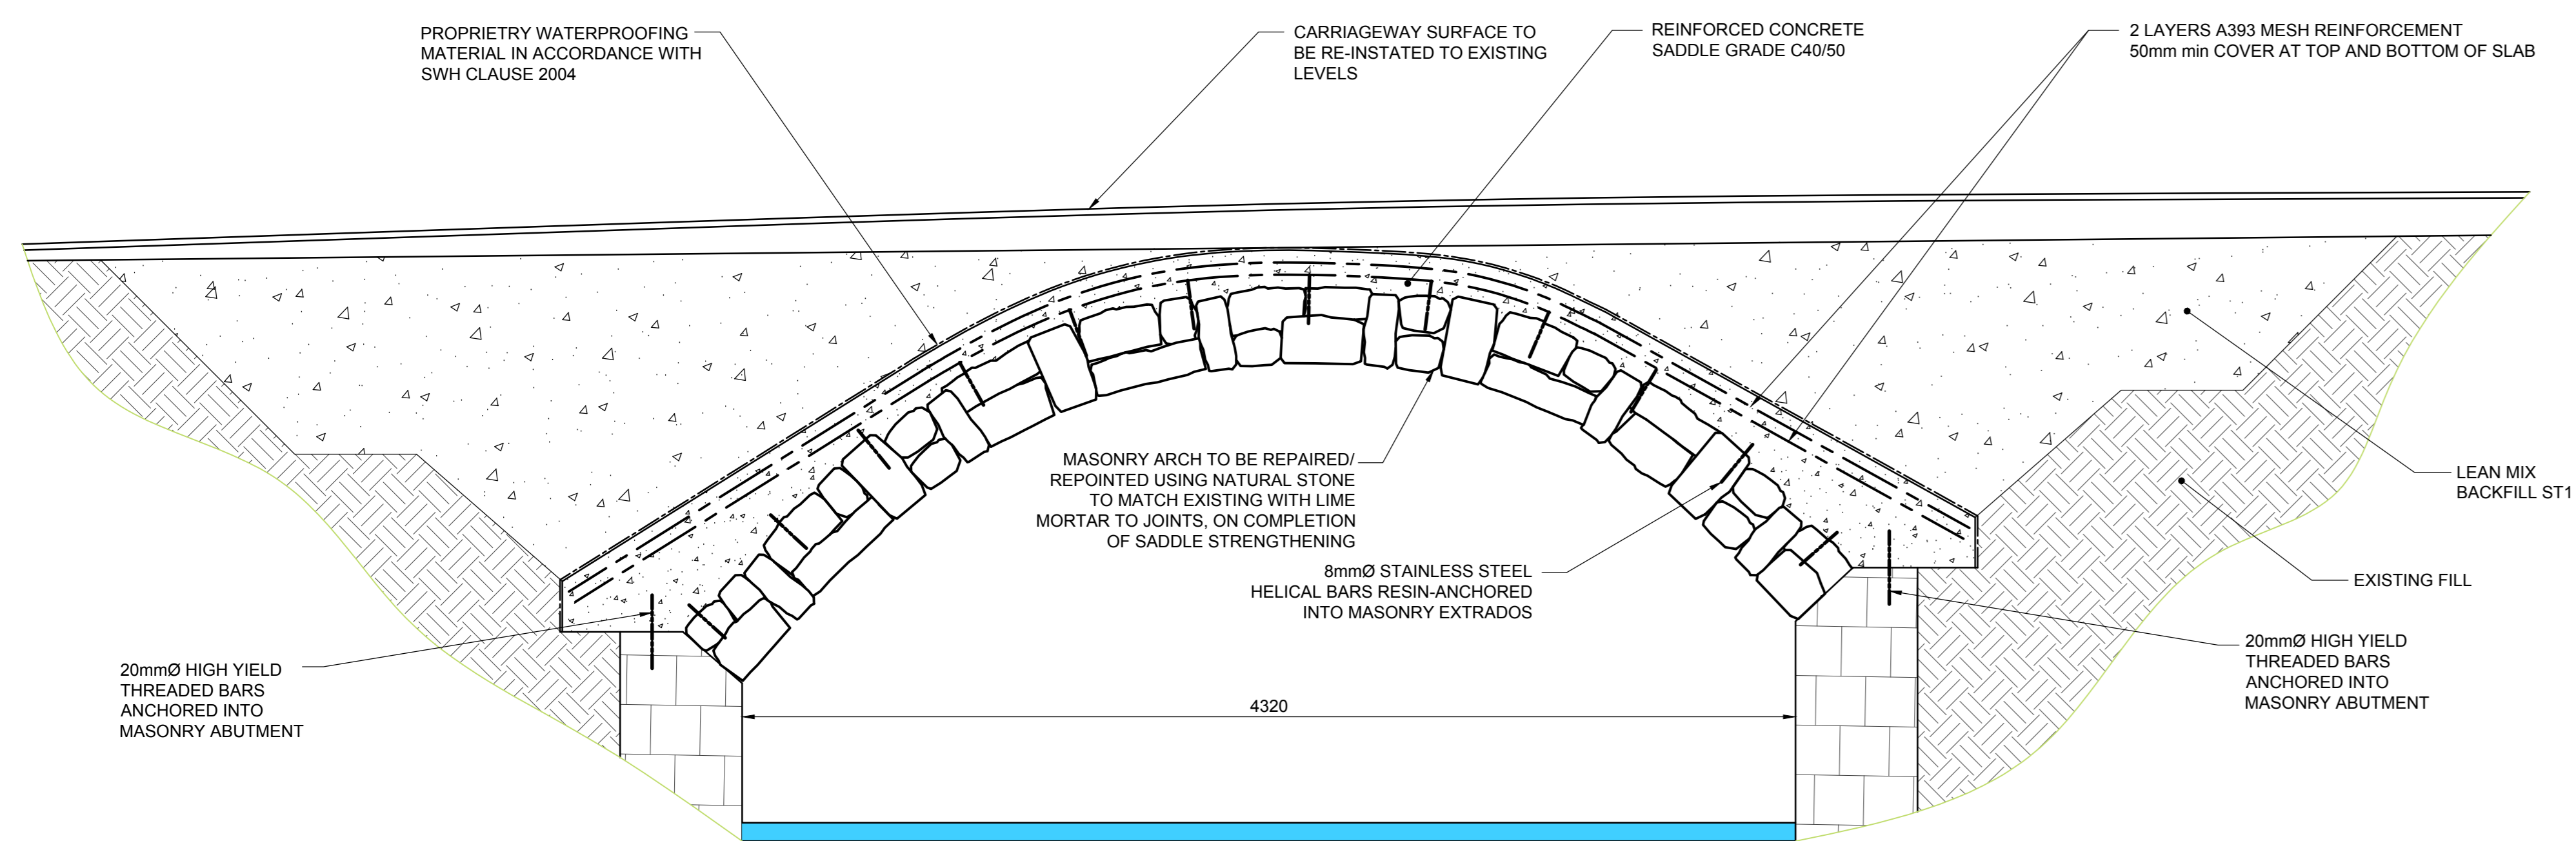 PROPRIETRY WATERPROOFING
MATERIAL IN ACCORDANCE WITH
SWH CLAUSE 2004
CARRIAGEWAY SURFACE TO
BE RE-INSTATED TO EXISTING
LEVELS
REINFORCED CONCRETE
SADDLE GRADE C40/50
2 LAYERS A393 MESH REINFORCEMENT
50mm min COVER AT TOP AND BOTTOM OF SLAB
MASONRY ARCH TO BE REPAIRED/
REPOINTED USING NATURAL STONE
TO MATCH EXISTING WITH LIME
MORTAR TO JOINTS, ON COMPLETION
OF SADDLE STRENGTHENING
LEAN MIX
BACKFILL ST1
8mmØ STAINLESS STEEL
HELICAL BARS RESIN-ANCHORED
INTO MASONRY EXTRADOS
EXISTING FILL
20mmØ HIGH YIELD
THREADED BARS
ANCHORED INTO
MASONRY ABUTMENT
4320
20mmØ HIGH YIELD
THREADED BARS
ANCHORED INTO
MASONRY ABUTMENT